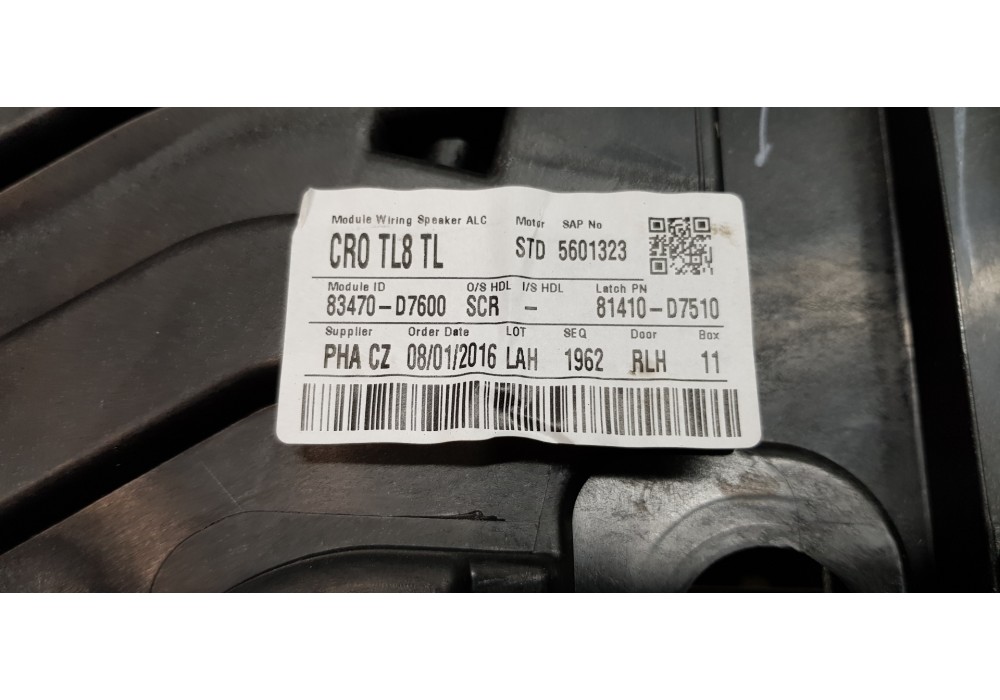 Module Wiring Speaker ALC Motor SAP No
CRO TL8 TL STD 5601323
Module ID O/S HDL I/S HDL Latch PN
83470-D7600 SCR - 81410-D7510
Supplier Order Date LOT SEQ Door Box
PHA CZ 08/01/2016 LAH 1962 RLH 11